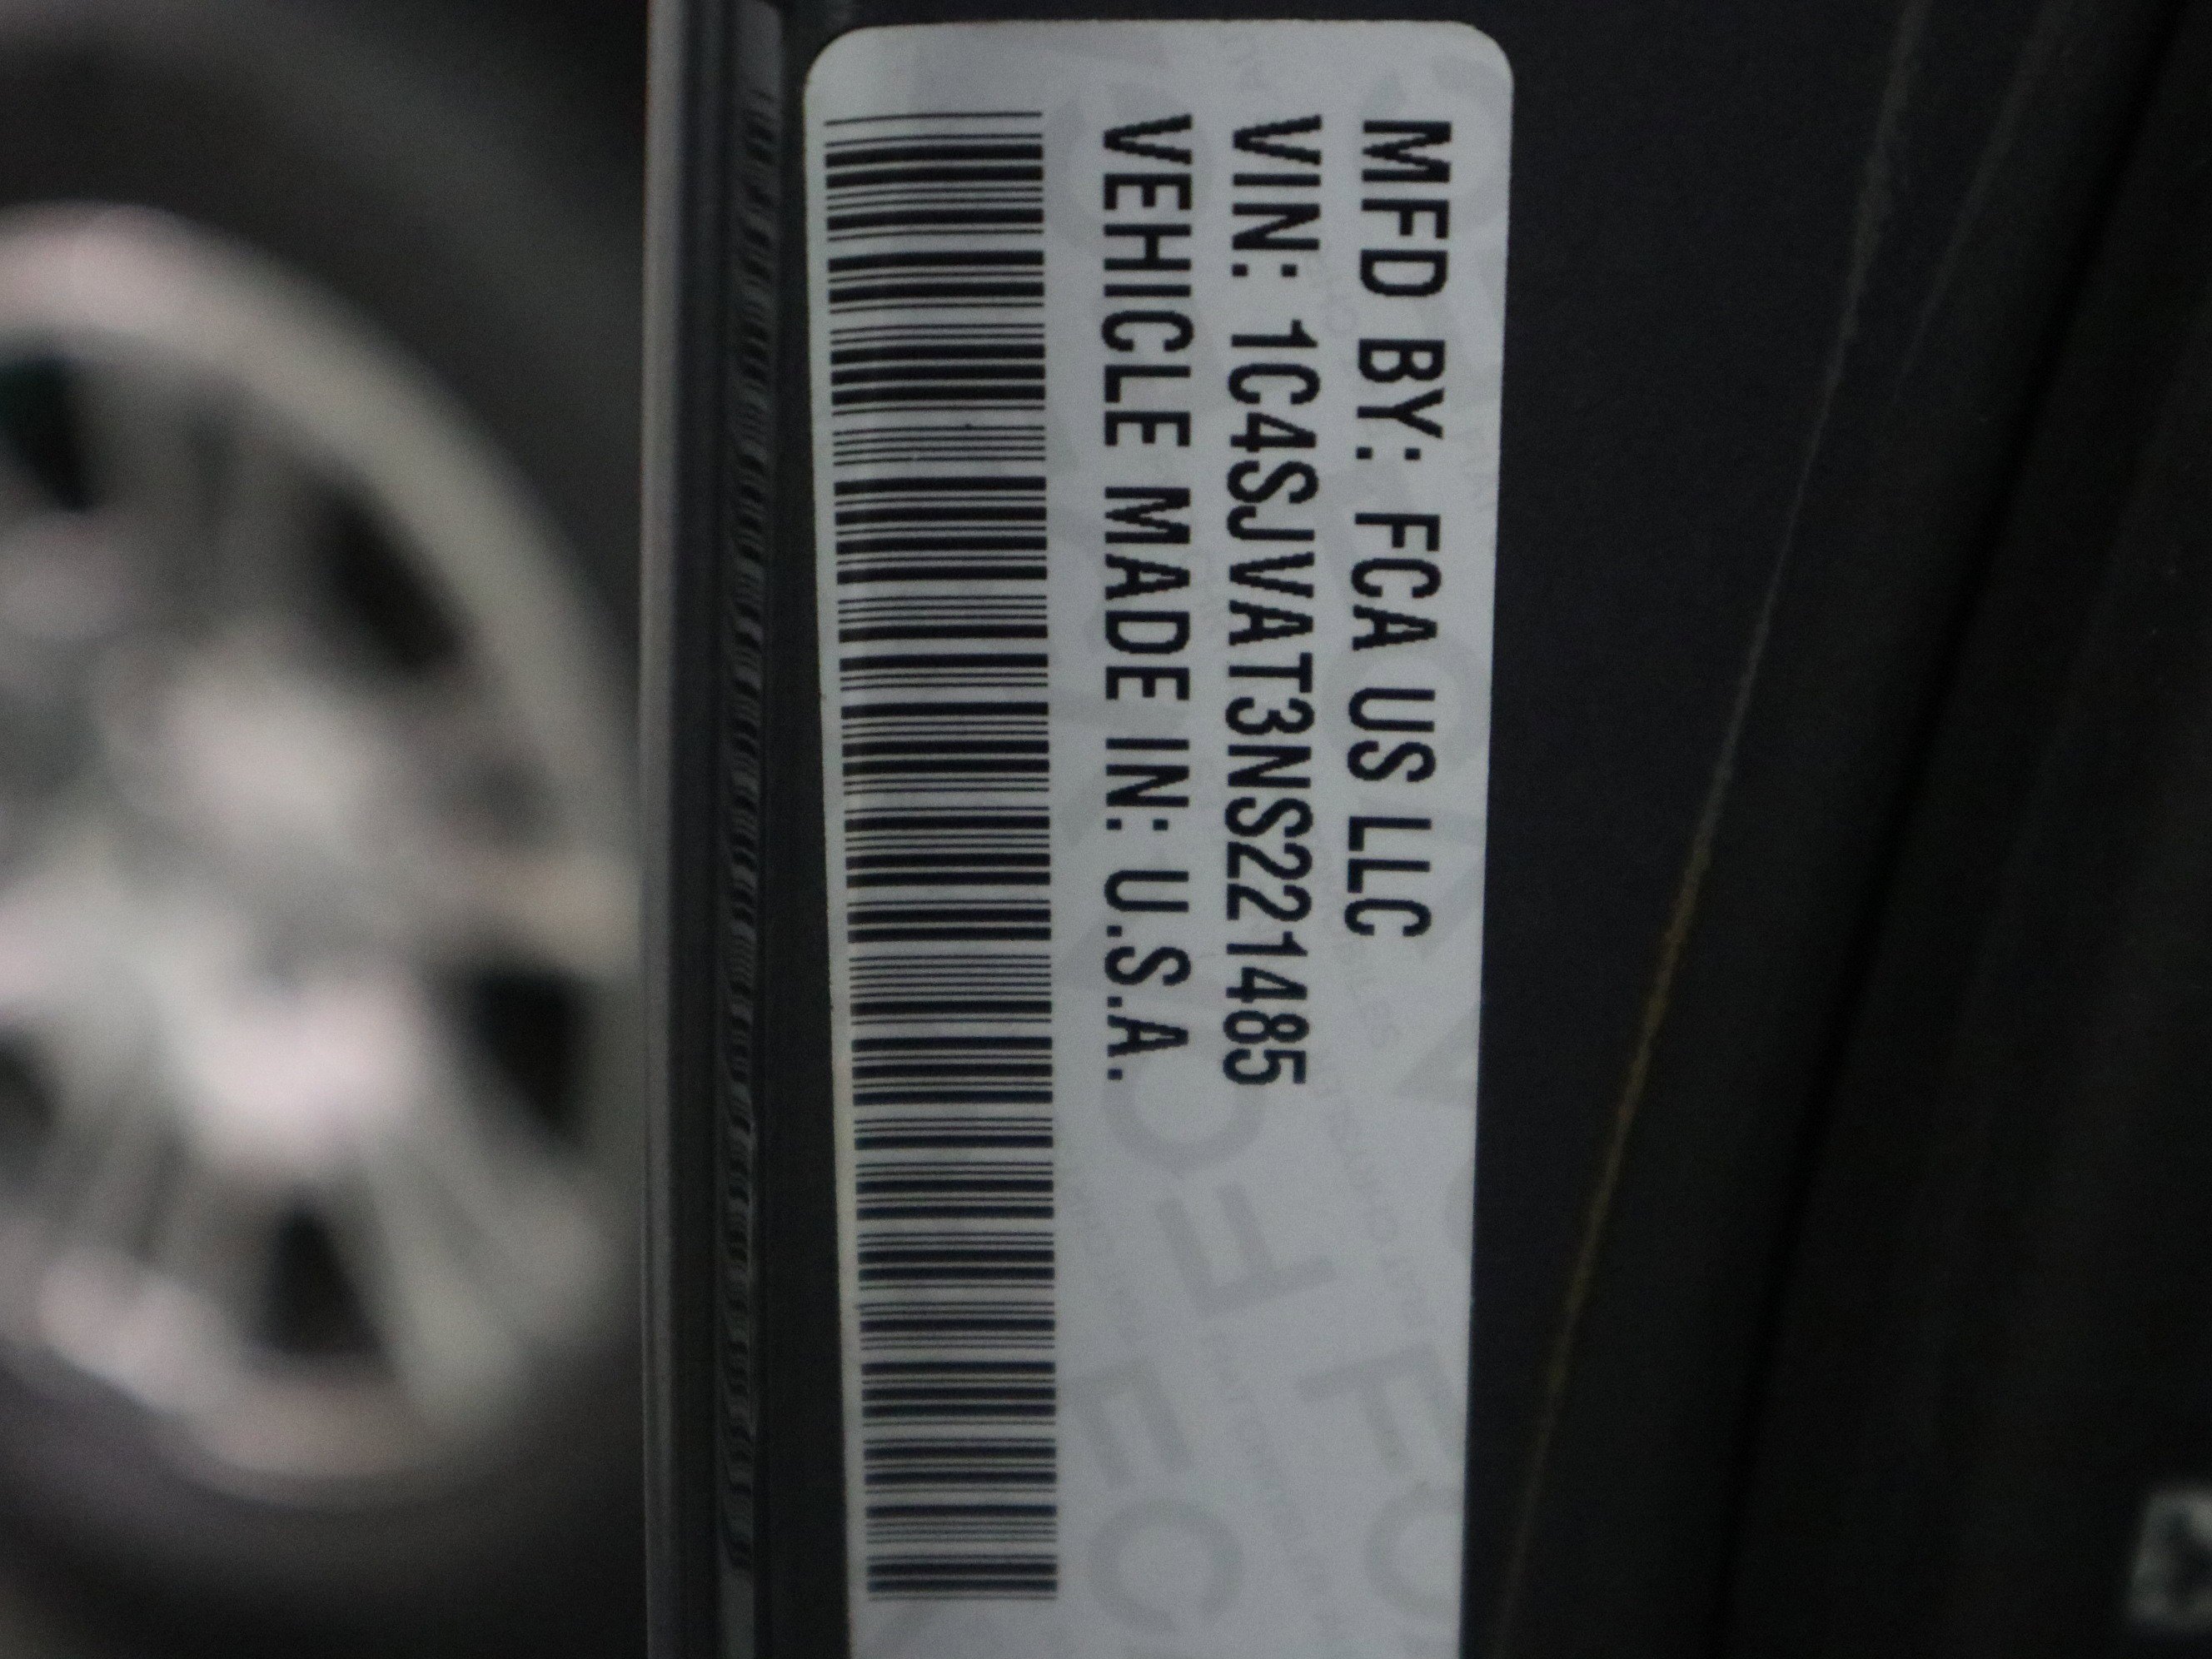 MFD BY: FCA US LLC
VIN: 1C4SJVAT3NS221485
VEHICLE MADE IN: U.S.A.